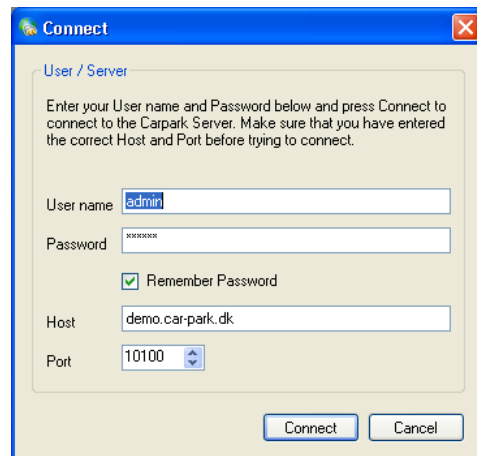 Connect
User / Server
Enter your User name and Password below and press Connect to
connect to the Carpark Server. Make sure that you have entered
the correct Host and Port before trying to connect.
User name admin
Password ******
Remember Password
Host demo.car-park.dk
Port 10100
Connect Cancel